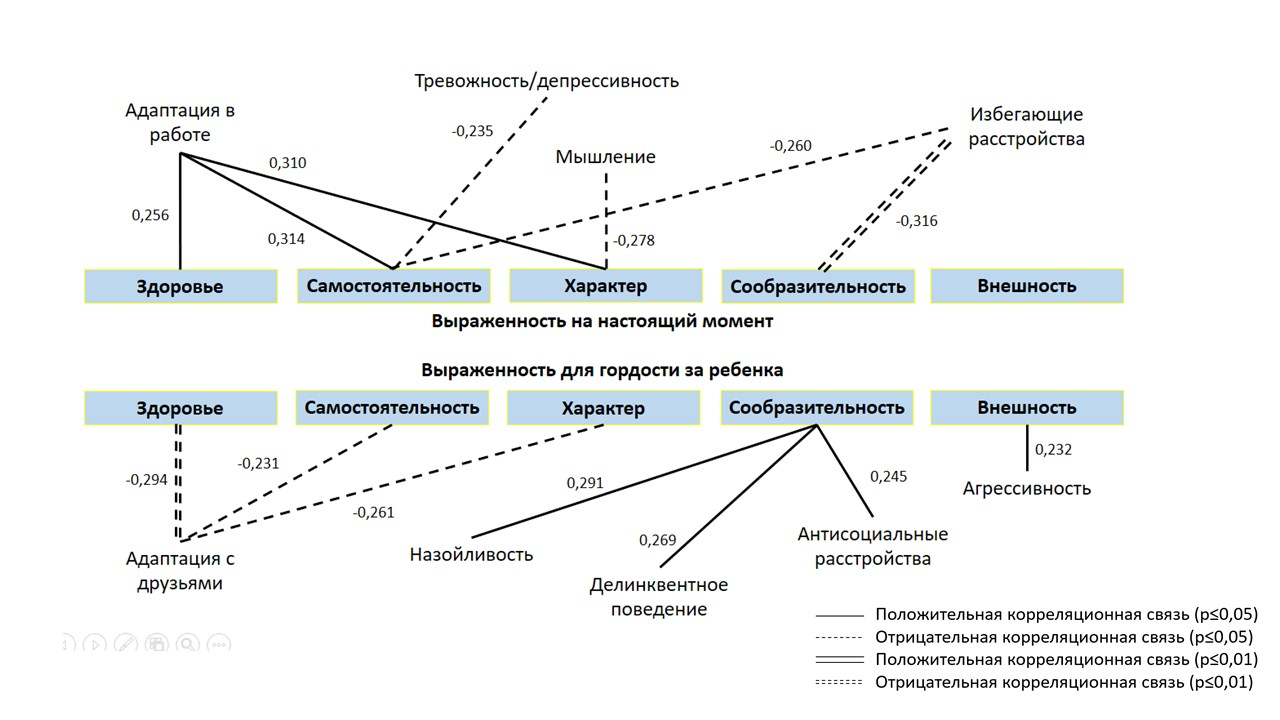 Тревожность/депрессивность
Адаптация в
работе
Избегающие
расстройства
-0,235
Мышление
-0,260
0,310
0,256
0,314
-0,278
-0,316
Здоровье
Самостоятельность
Характер
Сообразительность
Внешность
Выраженность на настоящий момент
Выраженность для гордости за ребенка
Здоровье
Самостоятельность
Характер
Сообразительность
Внешность
-0,294
-0,231
-0,261
0,291
0,269
0,245
0,232
Агрессивность
Адаптация с
друзьями
Назойливость
Делинквентное
поведение
Антисоциальные
расстройства
Положительная корреляционная связь (p≤0,05)
Отрицательная корреляционная связь (p≤0,05)
Положительная корреляционная связь (p≤0,01)
Отрицательная корреляционная связь (p≤0,01)